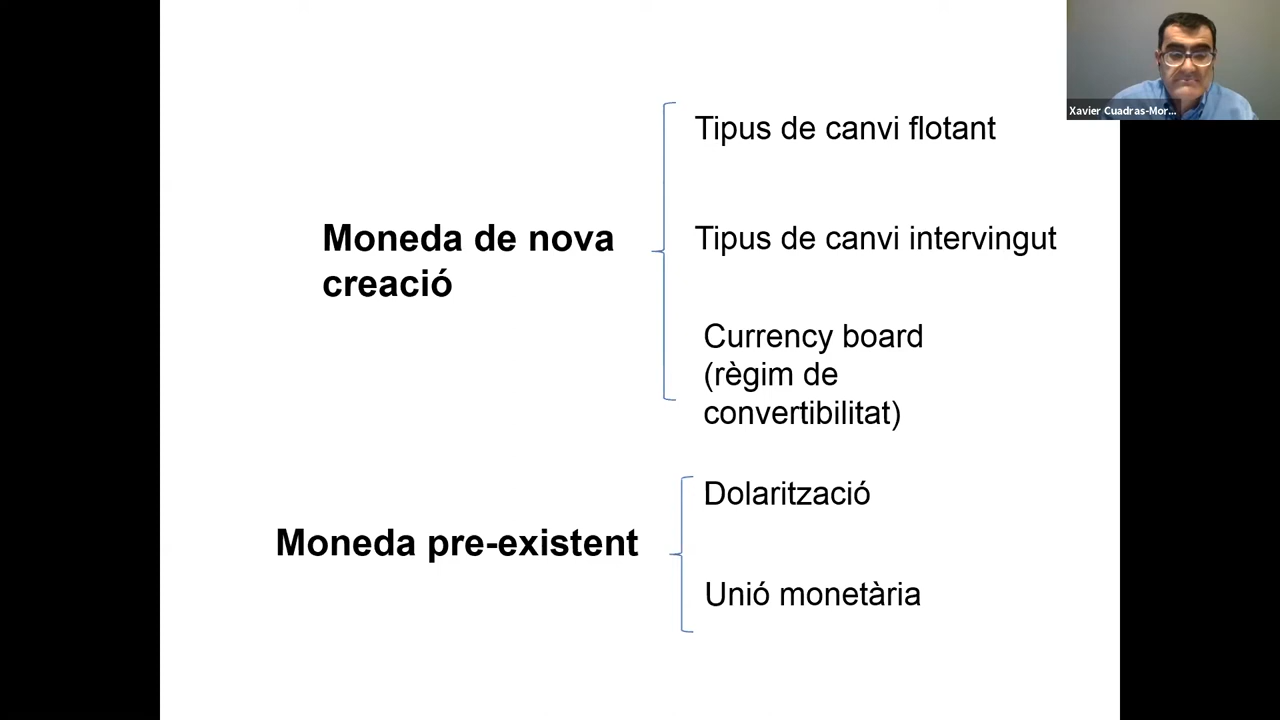 Xavier Cuadras-Mor...
Tipus de canvi flotant
Moneda de nova
creació
Tipus de canvi intervingut
Currency board
(règim de
convertibilitat)
Moneda pre-existent
Dolarització
Unió monetària